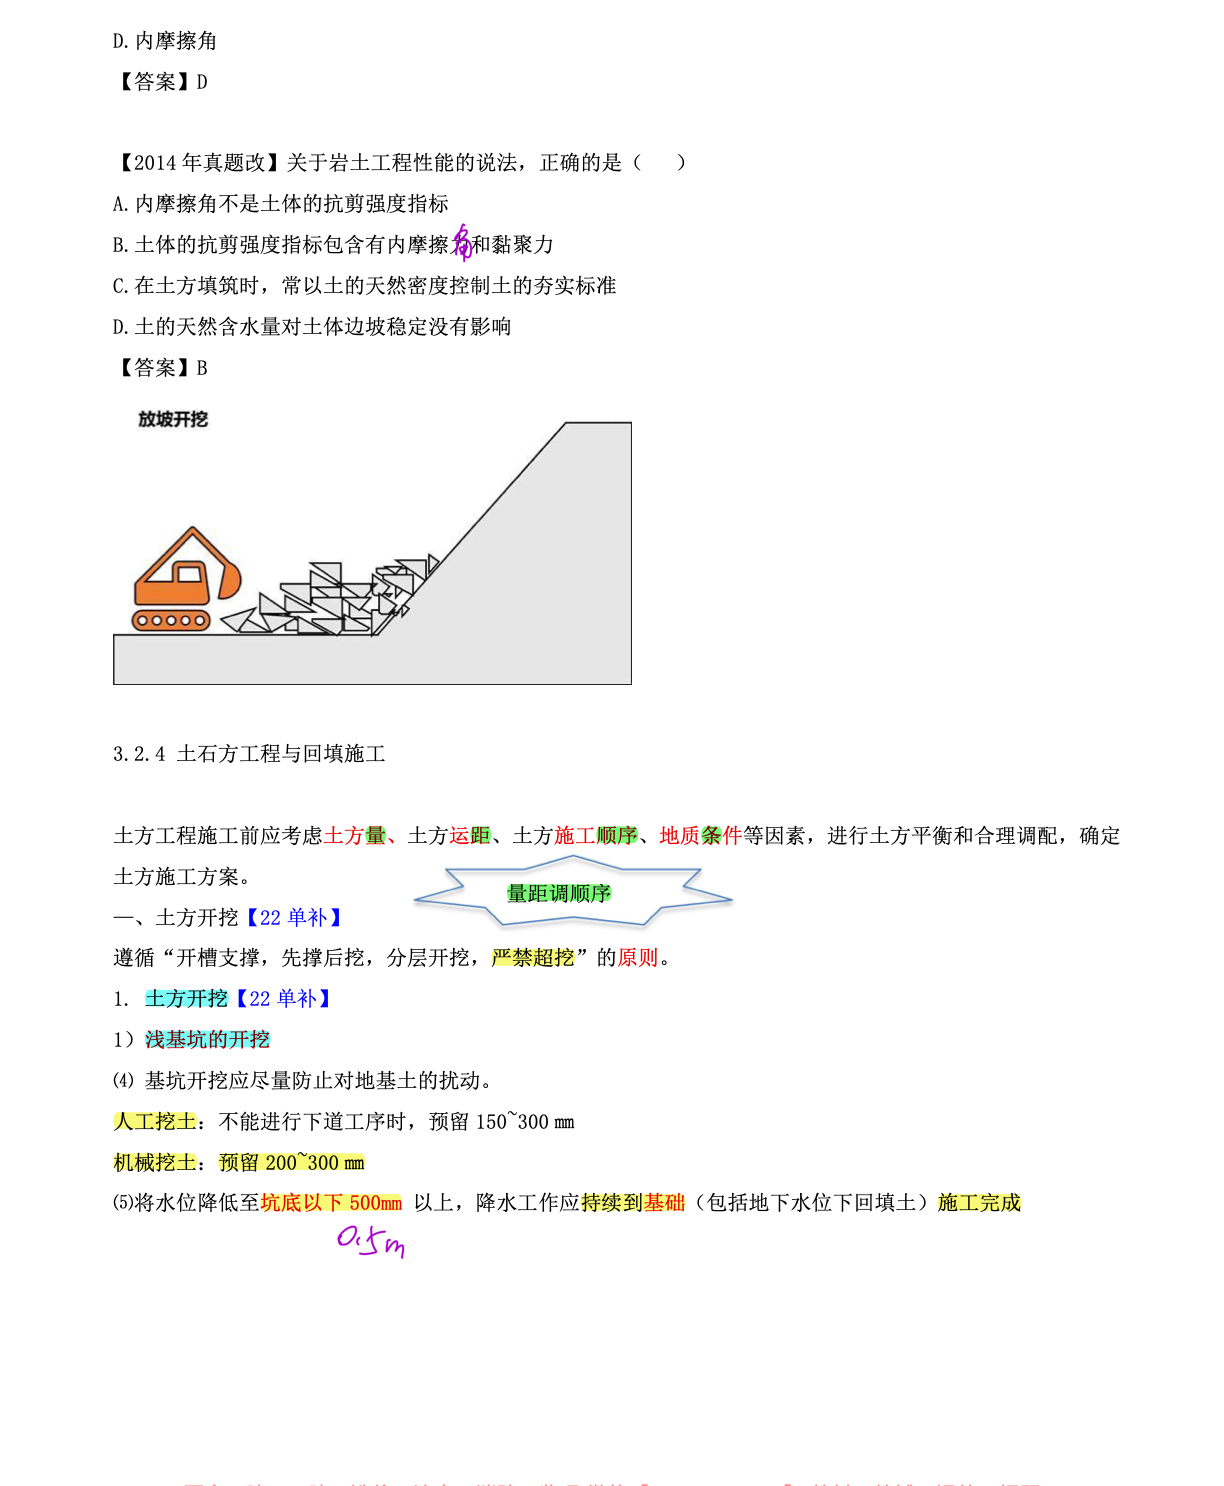 D.内摩擦角
【答案】D
【2014 年真题改】关于岩土工程性能的说法，正确的是（　）
A.内摩擦角不是土体的抗剪强度指标
B.土体的抗剪强度指标包含有内摩擦角和黏聚力
C.在土方填筑时，常以土的天然密度控制土的夯实标准
D.土的天然含水量对土体边坡稳定没有影响
【答案】B
放坡开挖
3.2.4 土石方工程与回填施工
土方工程施工前应考虑土方量、土方运距、土方施工顺序、地质条件等因素，进行土方平衡和合理调配，确定
土方施工方案。
量距调顺序
一、土方开挖【22 单补】
遵循“开槽支撑，先撑后挖，分层开挖，严禁超挖”的原则。
1. 土方开挖【22 单补】
1）浅基坑的开挖
⑷ 基坑开挖应尽量防止对地基土的扰动。
人工挖土：不能进行下道工序时，预留 150~300 ㎜
机械挖土：预留 200~300 ㎜
⑸将水位降低至坑底以下 500mm 以上，降水工作应持续到基础（包括地下水位下回填土）施工完成
0.5m